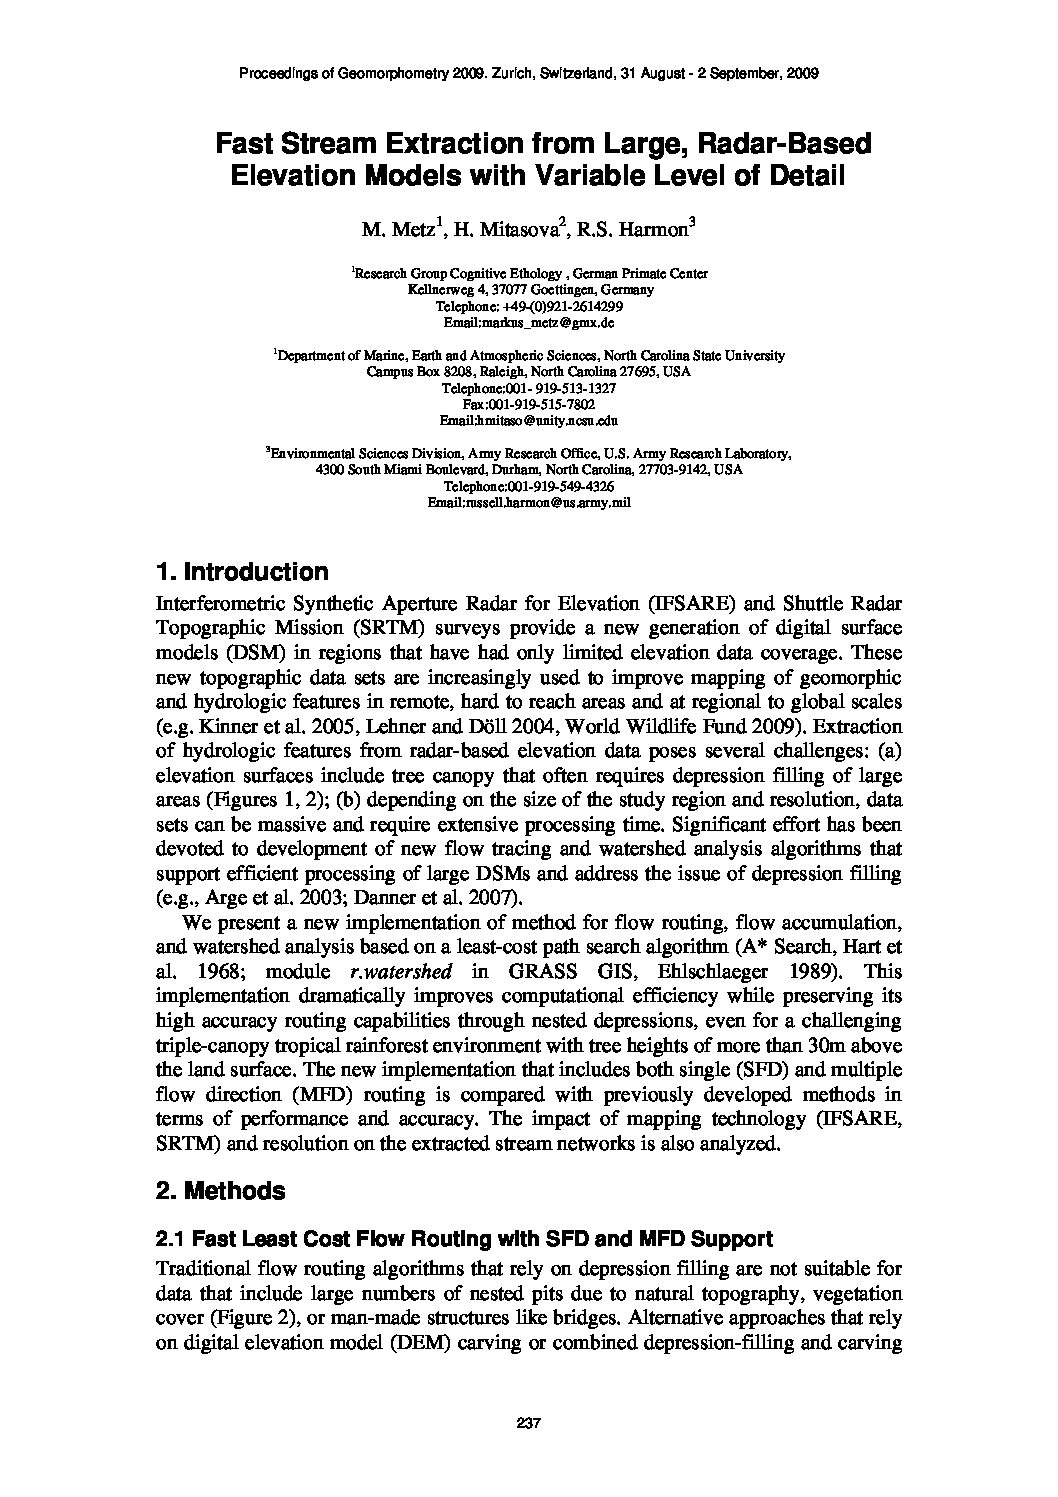 Proceedings of Geomorphometry 2009. Zurich, Switzerland, 31 August - 2 September, 2009
Fast Stream Extraction from Large, Radar-Based
Elevation Models with Variable Level of Detail
M. Metz1, H. Mitasova2, R.S. Harmon3
1Research Group Cognitive Ethology , German Primate Center
Kellnerweg 4, 37077 Goettingen, Germany
Telephone: +49-(0)921-2614299
Email:markus_metz@gmx.de
1Department of Marine, Earth and Atmospheric Sciences, North Carolina State University
Campus Box 8208, Raleigh, North Carolina 27695, USA
Telephone:001- 919-513-1327
Fax:001-919-515-7802
Email:hmitaso@unity.ncsu.edu
3Environmental Sciences Division, Army Research Office, U.S. Army Research Laboratory,
4300 South Miami Boulevard, Durham, North Carolina, 27703-9142, USA
Telephone:001-919-549-4326
Email:russell.harmon@us.army.mil
1. Introduction
Interferometric Synthetic Aperture Radar for Elevation (IFSARE) and Shuttle Radar
Topographic Mission (SRTM) surveys provide a new generation of digital surface
models (DSM) in regions that have had only limited elevation data coverage. These
new topographic data sets are increasingly used to improve mapping of geomorphic
and hydrologic features in remote, hard to reach areas and at regional to global scales
(e.g. Kinner et al. 2005, Lehner and Döll 2004, World Wildlife Fund 2009). Extraction
of hydrologic features from radar-based elevation data poses several challenges: (a)
elevation surfaces include tree canopy that often requires depression filling of large
areas (Figures 1, 2); (b) depending on the size of the study region and resolution, data
sets can be massive and require extensive processing time. Significant effort has been
devoted to development of new flow tracing and watershed analysis algorithms that
support efficient processing of large DSMs and address the issue of depression filling
(e.g., Arge et al. 2003; Danner et al. 2007).
We present a new implementation of method for flow routing, flow accumulation,
and watershed analysis based on a least-cost path search algorithm (A* Search, Hart et
al. 1968; module r.watershed in GRASS GIS, Ehlschlaeger 1989). This
implementation dramatically improves computational efficiency while preserving its
high accuracy routing capabilities through nested depressions, even for a challenging
triple-canopy tropical rainforest environment with tree heights of more than 30m above
the land surface. The new implementation that includes both single (SFD) and multiple
flow direction (MFD) routing is compared with previously developed methods in
terms of performance and accuracy. The impact of mapping technology (IFSARE,
SRTM) and resolution on the extracted stream networks is also analyzed.
2. Methods
2.1 Fast Least Cost Flow Routing with SFD and MFD Support
Traditional flow routing algorithms that rely on depression filling are not suitable for
data that include large numbers of nested pits due to natural topography, vegetation
cover (Figure 2), or man-made structures like bridges. Alternative approaches that rely
on digital elevation model (DEM) carving or combined depression-filling and carving
237